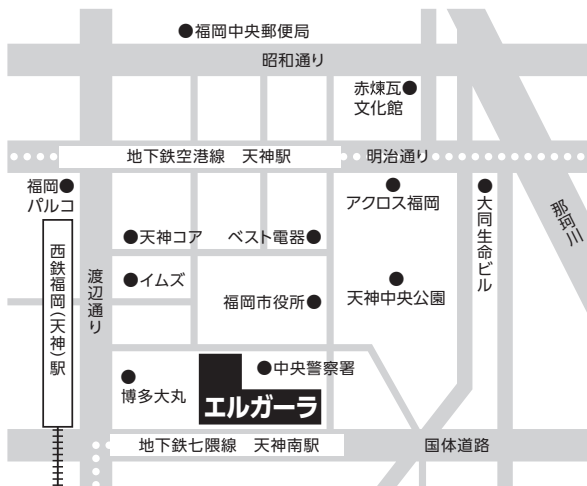 福岡中央郵便局
昭和通り
赤煉瓦
文化館
地下鉄空港線　天神駅
明治通り
福岡
パルコ
アクロス福岡
大同生命ビル
那珂川
天神コア
ベスト電器
西鉄福岡(天神)駅
渡辺通り
イムズ
福岡市役所
天神中央公園
中央警察署
博多大丸
エルガーラ
地下鉄七隈線　天神南駅
国体道路